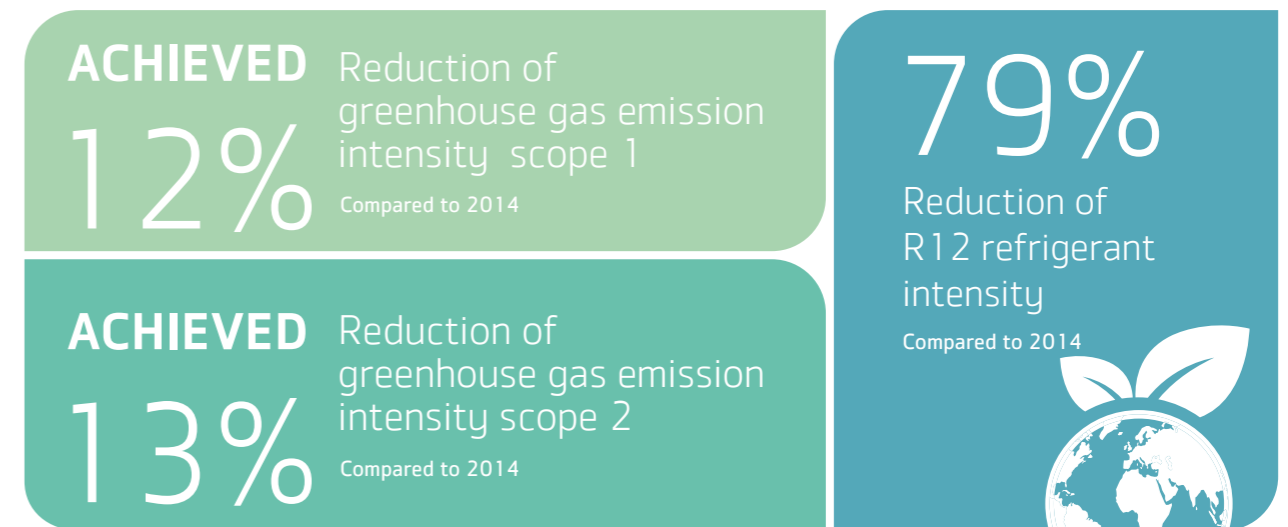 ACHIEVED
12%
Reduction of
greenhouse gas emission
intensity scope 1
Compared to 2014
ACHIEVED
13%
Reduction of
greenhouse gas emission
intensity scope 2
Compared to 2014
79%
Reduction of
R12 refrigerant
intensity
Compared to 2014